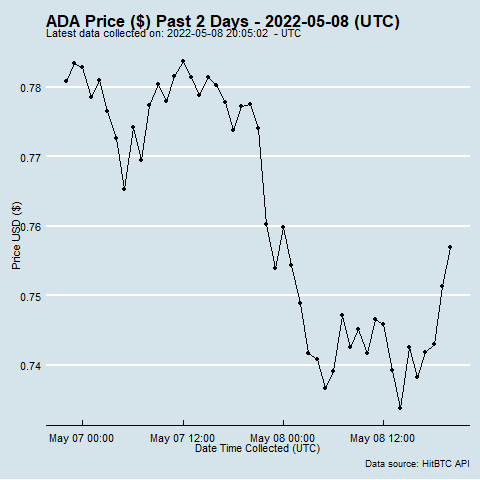 ADA Price ($) Past 2 Days - 2022-05-08 (UTC)
Latest data collected on: 2022-05-08 20:05:02  - UTC
0.78
0.77
0.76
0.75
0.74
Price USD ($)
May 07 00:00
May 07 12:00
May 08 00:00
May 08 12:00
Date Time Collected (UTC)
Data source: HitBTC API